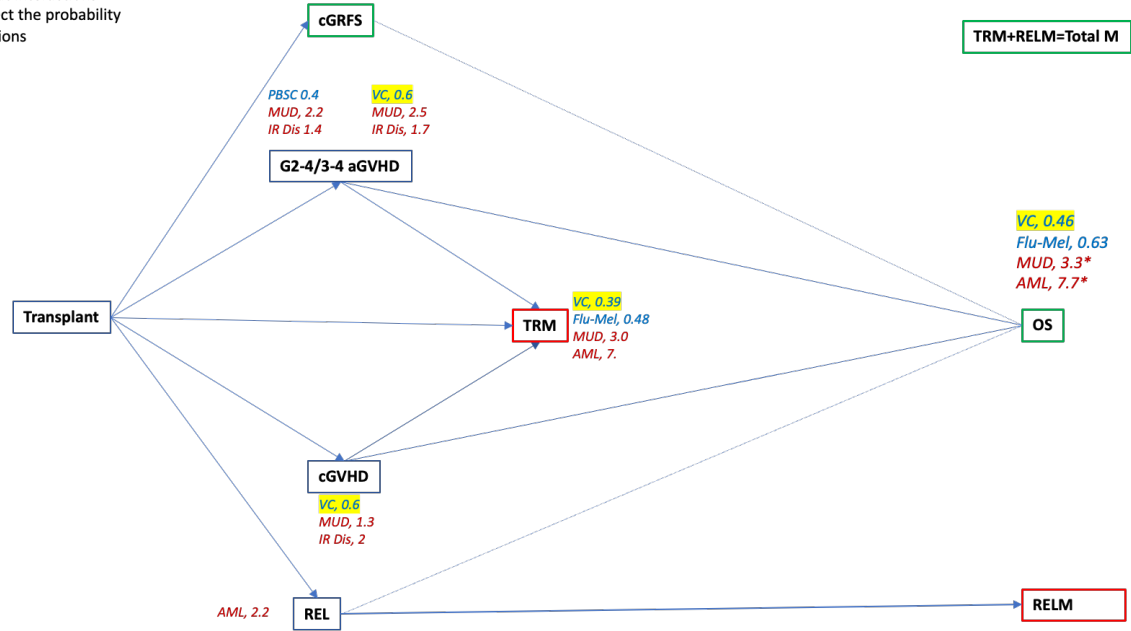 ct the probability
ions
cGRFS
TRM+RELM=Total M
PBSC 0.4
MUD, 2.2
IR Dis 1.4
VC, 0.6
MUD, 2.5
IR Dis, 1.7
G2-4/3-4 aGVHD
VC, 0.46
Flu-Mel, 0.63
MUD, 3.3*
AML, 7.7*
Transplant
TRM
VC, 0.39
Flu-Mel, 0.48
MUD, 3.0
AML, 7.
OS
cGVHD
VC, 0.6
MUD, 1.3
IR Dis, 2
AML, 2.2
REL
RELM